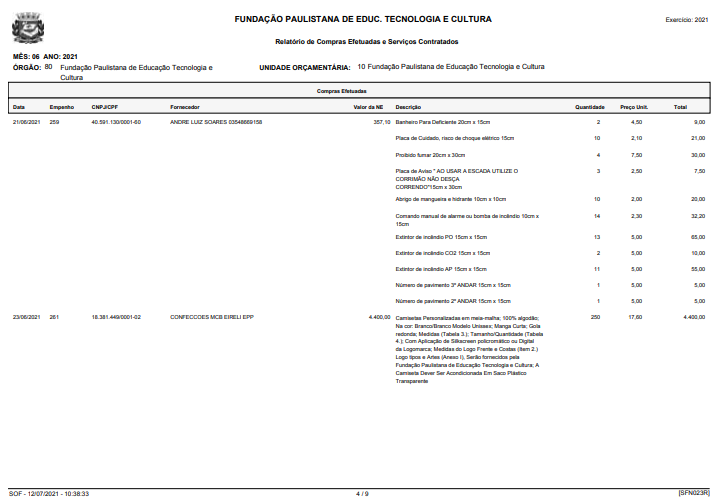 FUNDAÇÃO PAULISTANA DE EDUC. TECNOLOGIA E CULTURA
Exercício: 2021
Relatório de Compras Efetuadas e Serviços Contratados
MÊS: 06 ANO: 2021
ÓRGÃO: 80 Fundação Paulistana de Educação Tecnologia e Cultura
UNIDADE ORÇAMENTÁRIA: 10 Fundação Paulistana de Educação Tecnologia e Cultura
Compras Efetuadas
Data Empenho CNPJ/CPF Fornecedor Valor da NE Descrição Quantidade Preço Unit. Total
21/06/2021 259 40.591.130/0001-60 ANDRE LUIZ SOARES 03548669158 357,10 Banheiro Para Deficiente 20cm x 15cm 2 4,50 9,00
Placa de Cuidado, risco de choque elétrico 15cm 10 2,10 21,00
Proibido fumar 20cm x 30cm 4 7,50 30,00
Placa de Aviso " AO USAR A ESCADA UTILIZE O 3 2,50 7,50
CORRIMÃO NÃO DESÇA
CORRENDO"15cm x 30cm
Abrigo de mangueira e hidrante 10cm x 10cm 10 2,00 20,00
Comando manual de alarme ou bomba de incêndio 10cm x 14 2,30 32,20
15cm
Extintor de incêndio PO 15cm x 15cm 13 5,00 65,00
Extintor de incêndio CO2 15cm x 15cm 2 5,00 10,00
Extintor de incêndio AP 15cm x 15cm 11 5,00 55,00
Número de pavimento 3º ANDAR 15cm x 15cm 1 5,00 5,00
Número de pavimento 2º ANDAR 15cm x 15cm 1 5,00 5,00
23/06/2021 261 18.381.449/0001-02 CONFECCOES MCB EIRELI EPP 4.400,00 Camisetas Personalizadas em meia-malha; 100% algodão; 250 17,60 4.400,00
Na cor: Branco/Branco Modelo Unissex; Manga Curta; Gola
redonda; Medidas (Tabela 3.); Tamanho/Quantidade (Tabela
4.); Com Aplicação de Silkscreen policromático ou Digital
da Logomarca; Medidas do Logo Frente e Costas (Item 2.)
Logo tipos e Artes (Anexo I), Serão fornecidos pela
Fundação Paulistana de Educação Tecnologia e Cultura; A
Camiseta Dever Ser Acondicionada Em Saco Plástico
Transparente
SOF - 12/07/2021 - 10:38:33
4 / 9
[SFN023R]